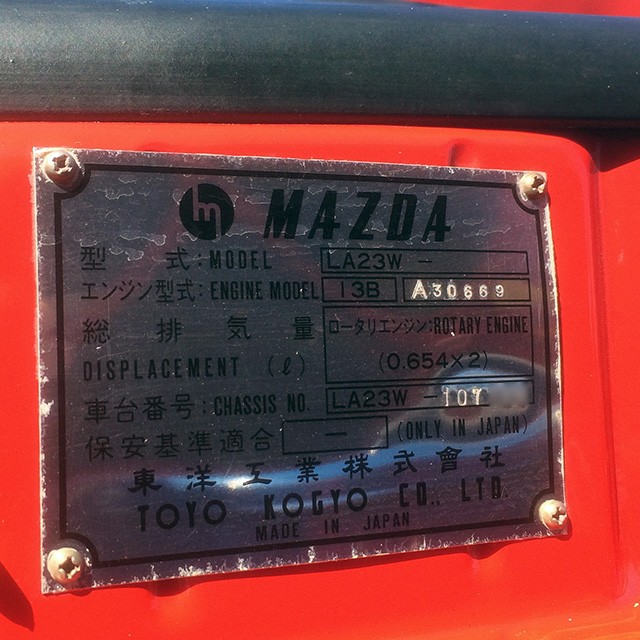 m MAZDA
型式:MODEL LA23W -
エンジン型式:ENGINE MODEL 13B A30669
総排気量 ロータリエンジン:ROTARY ENGINE
DISPLACEMENT (ℓ) (0.654×2)
車台番号:CHASSIS NO. LA23W -107
保安基準適合 — (ONLY IN JAPAN)
東洋工業株式會社
TOYO KOGYO CO., LTD.
MADE IN JAPAN